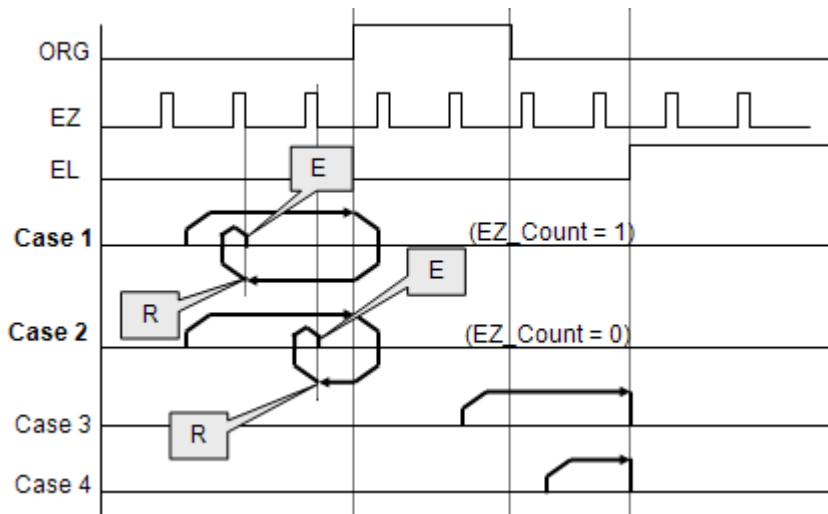 ORG
EZ
EL
E
Case 1
(EZ_Count = 1)
E
R
Case 2
(EZ_Count = 0)
R
Case 3
Case 4